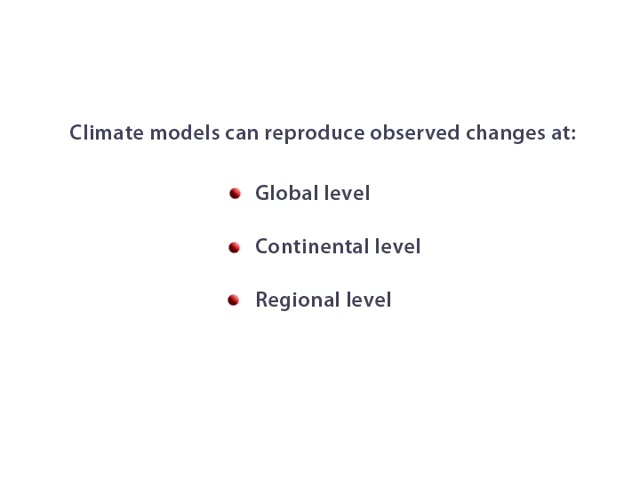 Climate models can reproduce observed changes at:
Global level
Continental level
Regional level